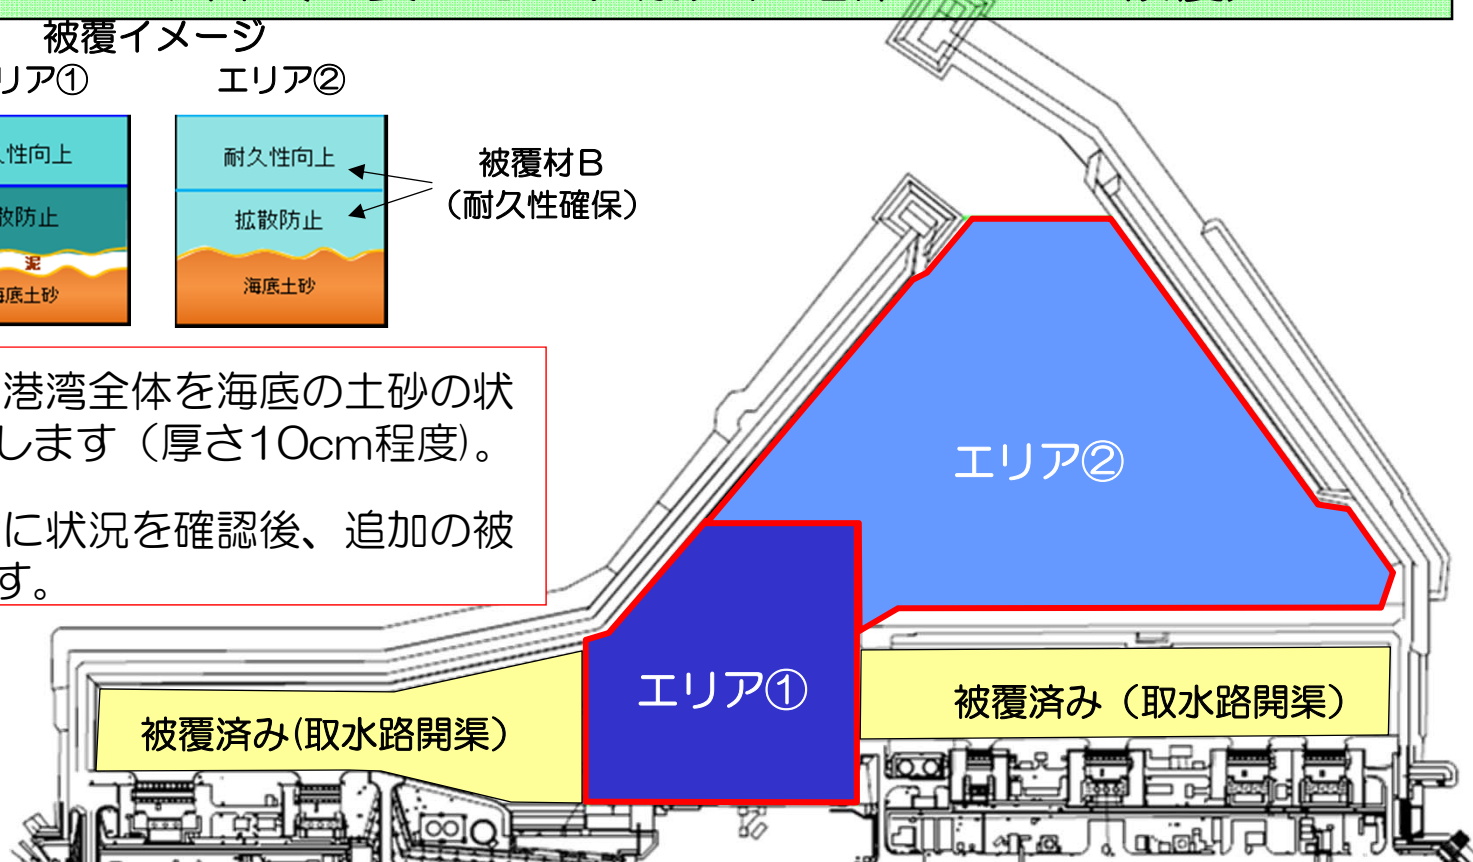 被覆イメージ
リア①
エリア②
性向上
散防止
泥
海底土砂
耐久性向上
拡散防止
海底土砂
被覆材B
（耐久性確保）
港湾全体を海底の土砂の状
します（厚さ10cm程度）。
に状況を確認後、追加の被
す。
エリア②
エリア①
被覆済み(取水路開渠）
被覆済み（取水路開渠）